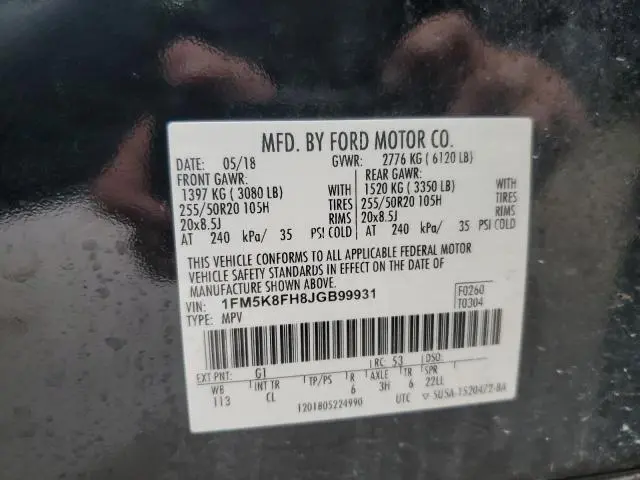 MFD. BY FORD MOTOR CO.
DATE: 05/18 GVWR: 2776 KG ( 6120 LB)
FRONT GAWR: REAR GAWR:
1397 KG ( 3080 LB) WITH 1520 KG ( 3350 LB) WITH
255/50R20 105H TIRES 255/50R20 105H TIRES
20x8.5J RIMS 20x8.5J RIMS
AT 240 kPa/ 35 PSI COLD AT 240 kPa/ 35 PSI COLD
THIS VEHICLE CONFORMS TO ALL APPLICABLE FEDERAL MOTOR
VEHICLE SAFETY STANDARDS IN EFFECT ON THE DATE OF
MANUFACTURE SHOWN ABOVE.
VIN: 1FM5K8FH8JGB99931 F0260
TYPE: MPV T0304
EXT PNT: G1 RC: 53 DSO:
WB INT TR TP/PS R AXLE TR SPR
113 CL 6 3H 6 22LL
1201805224990 UTC ▽ 5U5A-1520472-BA